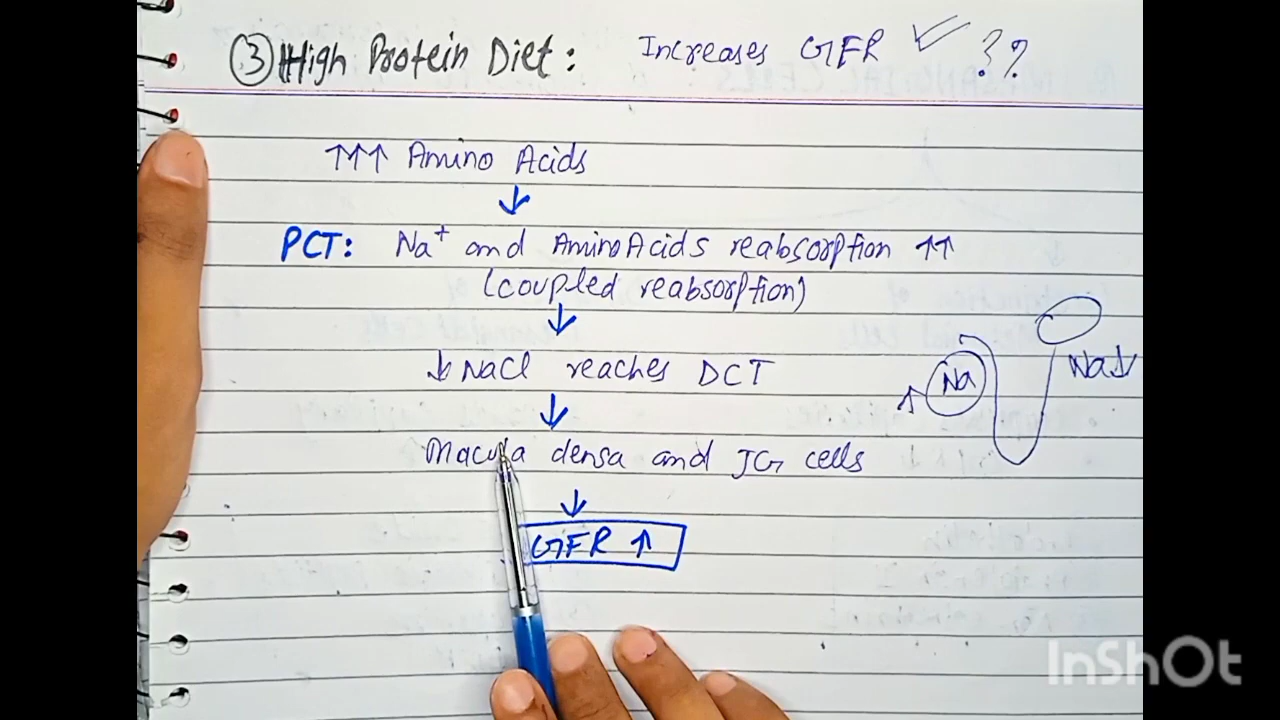 ③ High Protein Diet: Increases GFR ✓ ??
↑↑↑ Amino Acids
↓
PCT: Na⁺ and Amino Acids reabsorption ↑↑
(coupled reabsorption)
↓
↓ NaCl reaches DCT
↑ Na
Na↓
↓
Macula densa and JG cells
↓
GFR ↑
InShOt